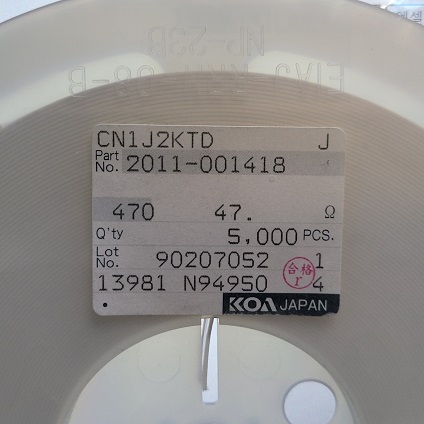 CN1J2KTD J
Part No. 2011-001418
470 47. Ω
Q'ty 5,000 PCS.
Lot No. 90207052 1
合格 r
13981 N94950 4
KOA JAPAN